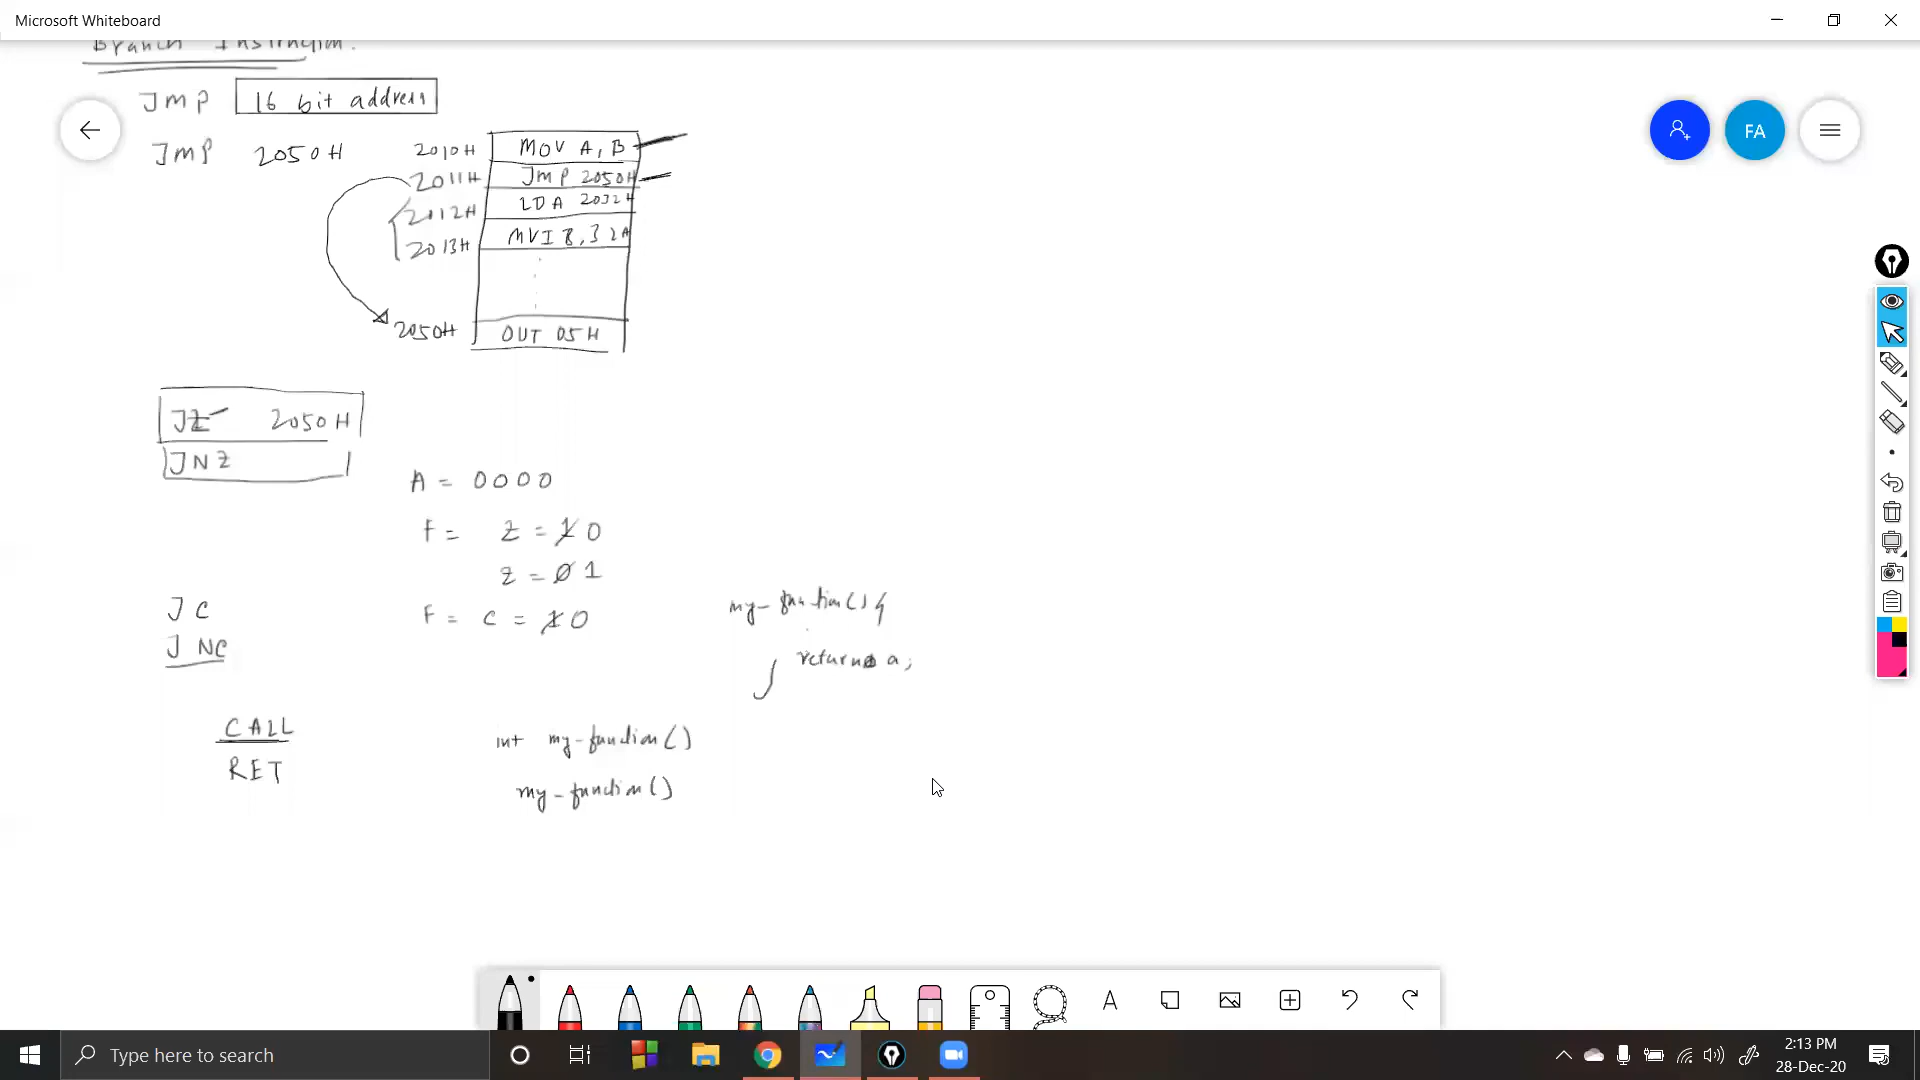 Microsoft Whiteboard
Branch Instruction.
JMP 16 bit address
JMP 2050H
2010H MOV A, B
2011H JMP 2050H
2012H LDA 2032H
2013H MVI B, 32H
2050H OUT 05H
JZ 2050H
JNZ
A = 0000
F = Z = 1 0
Z = 0 1
JC
F = C = 1 0
JNC
my-function() {
return a;
}
CALL
RET
int my-function()
my-function()
FA
A
Type here to search
2:13 PM
28-Dec-20